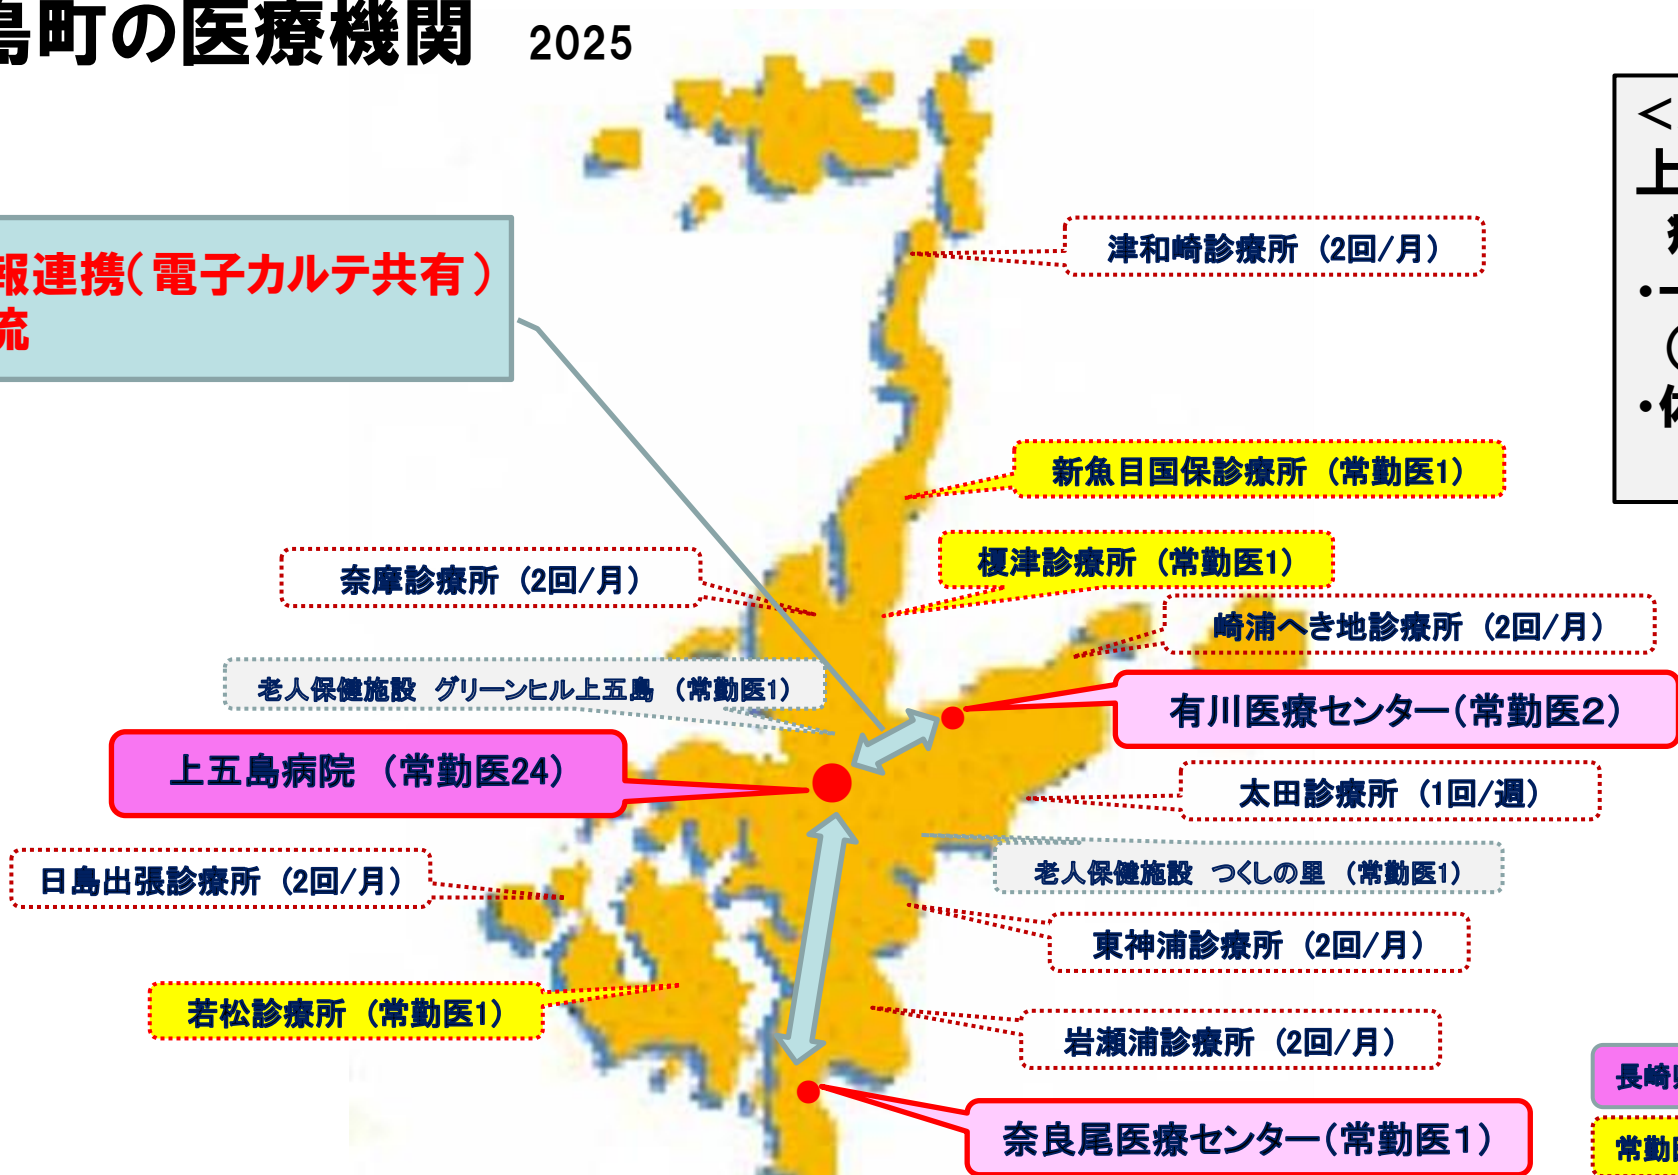 島町の医療機関 2025
報連携(電子カルテ共有)
流
＜
上
・
（
・
津和崎診療所 (2回/月)
新魚目国保診療所 (常勤医1)
榎津診療所 (常勤医1)
奈摩診療所 (2回/月)
崎浦へき地診療所 (2回/月)
老人保健施設 グリーンヒル上五島 (常勤医1)
有川医療センター(常勤医２)
上五島病院 (常勤医24)
太田診療所 (1回/週)
日島出張診療所 (2回/月)
老人保健施設 つくしの里 (常勤医1)
東神浦診療所 (2回/月)
若松診療所 (常勤医1)
岩瀬浦診療所 (2回/月)
長崎
奈良尾医療センター(常勤医１)
常勤